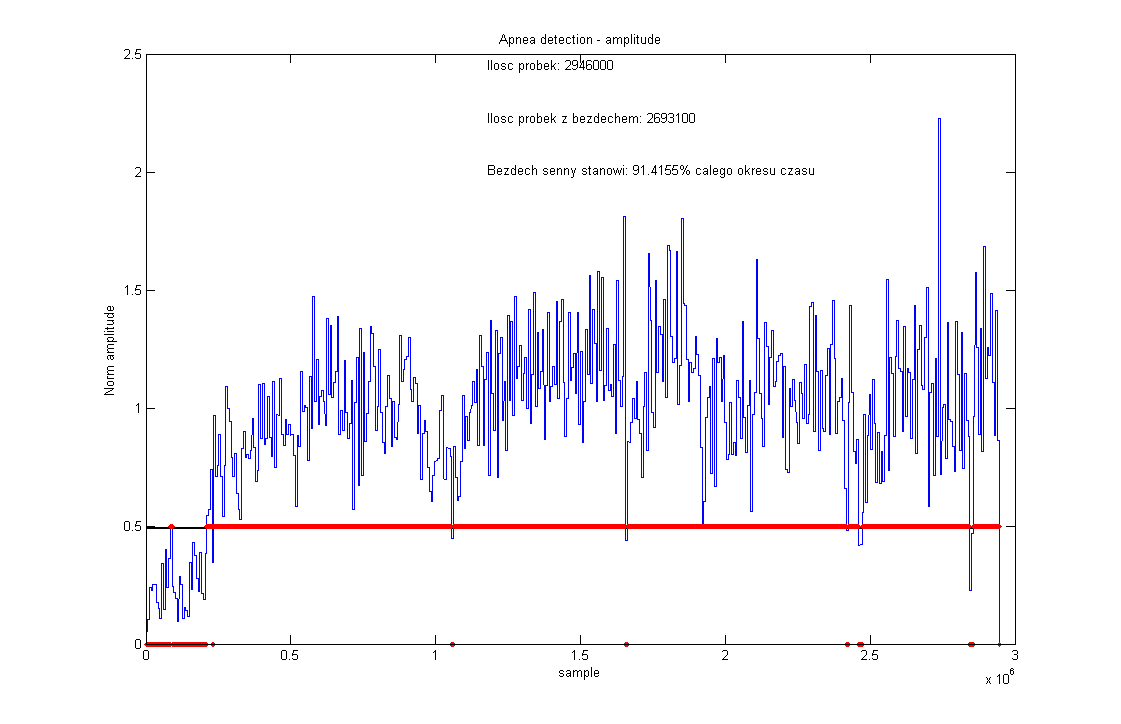 Apnea detection - amplitude
2.5
Ilosc probek: 2946000
Ilosc probek z bezdechem: 2693100
2
Bezdech senny stanowi: 91.4155% calego okresu czasu
1.5
Norm amplitude
1
0.5
0
0
0.5
1
1.5
2
2.5
3
sample
x 10^6